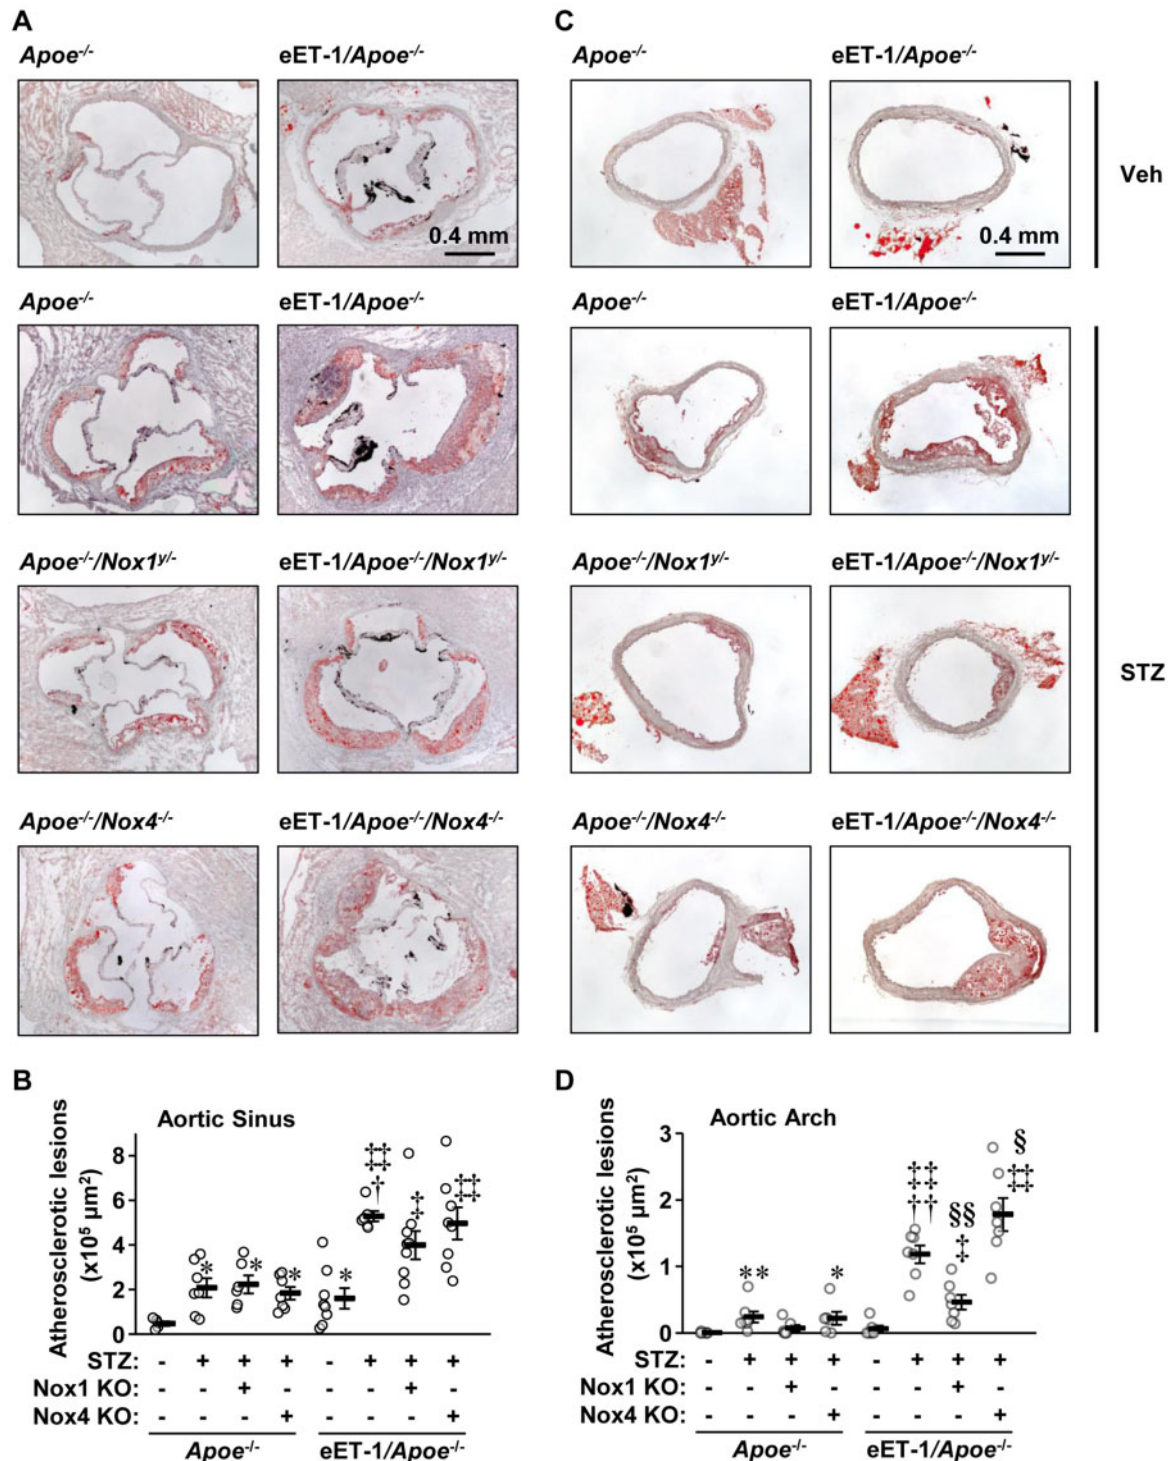 A
C
Apoe-/-
eET-1/Apoe-/-
Apoe-/-
eET-1/Apoe-/-
0.4 mm
0.4 mm
Veh
Apoe-/-
eET-1/Apoe-/-
Apoe-/-
eET-1/Apoe-/-
Apoe-/-/Nox1y/-
eET-1/Apoe-/-/Nox1y/-
Apoe-/-/Nox1y/-
eET-1/Apoe-/-/Nox1y/-
STZ
Apoe-/-/Nox4-/-
eET-1/Apoe-/-/Nox4-/-
Apoe-/-/Nox4-/-
eET-1/Apoe-/-/Nox4-/-
B
Aortic Sinus
Atherosclerotic lesions
(x10⁵ µm²)
8
6
4
2
0
* * * * ‡‡ † ‡ ‡‡
STZ: - + + + - + + +
Nox1 KO: - - + - - - + -
Nox4 KO: - - - + - - - +
Apoe-/-
eET-1/Apoe-/-
D
Aortic Arch
Atherosclerotic lesions
(x10⁵ µm²)
3
2
1
0
** * ‡‡ †† §§ ‡ § ‡‡
STZ: - + + + - + + +
Nox1 KO: - - + - - - + -
Nox4 KO: - - - + - - - +
Apoe-/-
eET-1/Apoe-/-